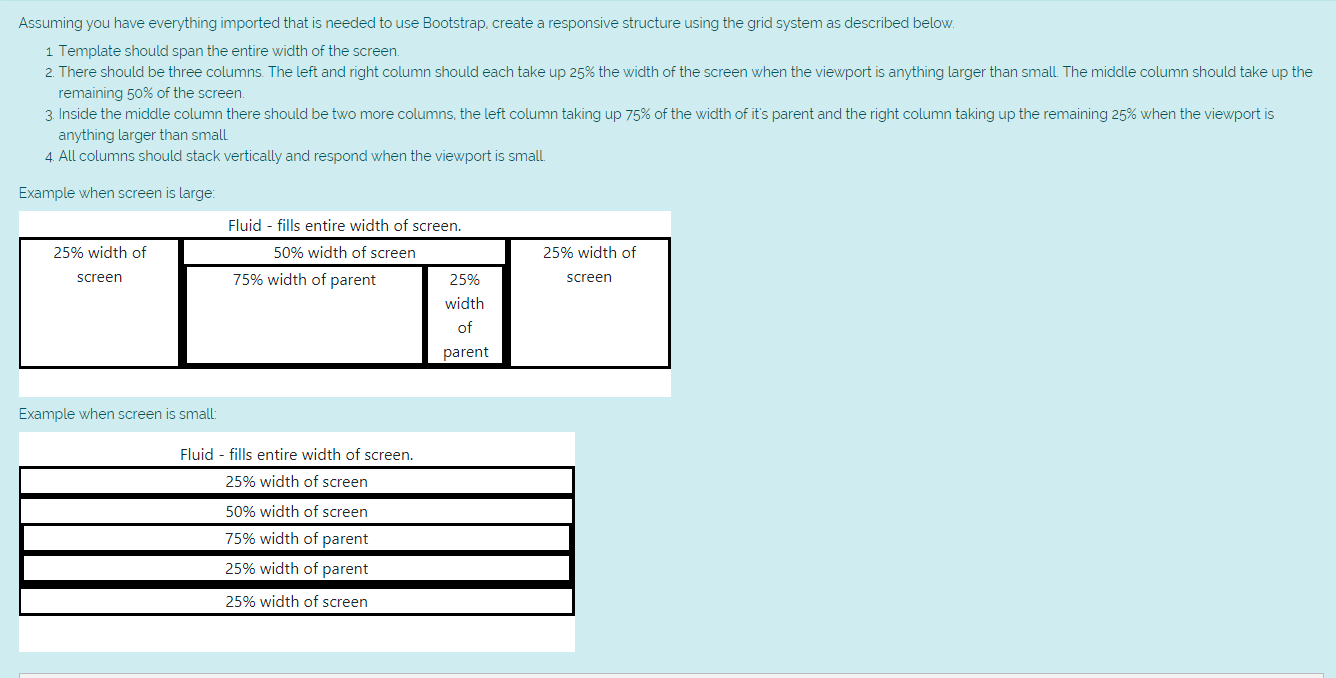 Assuming you have everything imported that is needed to use Bootstrap, create a responsive structure using the grid system as described below.
1. Template should span the entire width of the screen.
2. There should be three columns. The left and right column should each take up 25% the width of the screen when the viewport is anything larger than small. The middle column should take up the
remaining 50% of the screen.
3. Inside the middle column there should be two more columns, the left column taking up 75% of the width of it's parent and the right column taking up the remaining 25% when the viewport is
anything larger than small
4. All columns should stack vertically and respond when the viewport is small.
Example when screen is large:
Fluid - fills entire width of screen.
25% width of
screen
50% width of screen
75% width of parent
25%
width
of
parent
25% width of
screen
Example when screen is small:
Fluid - fills entire width of screen.
25% width of screen
50% width of screen
75% width of parent
25% width of parent
25% width of screen